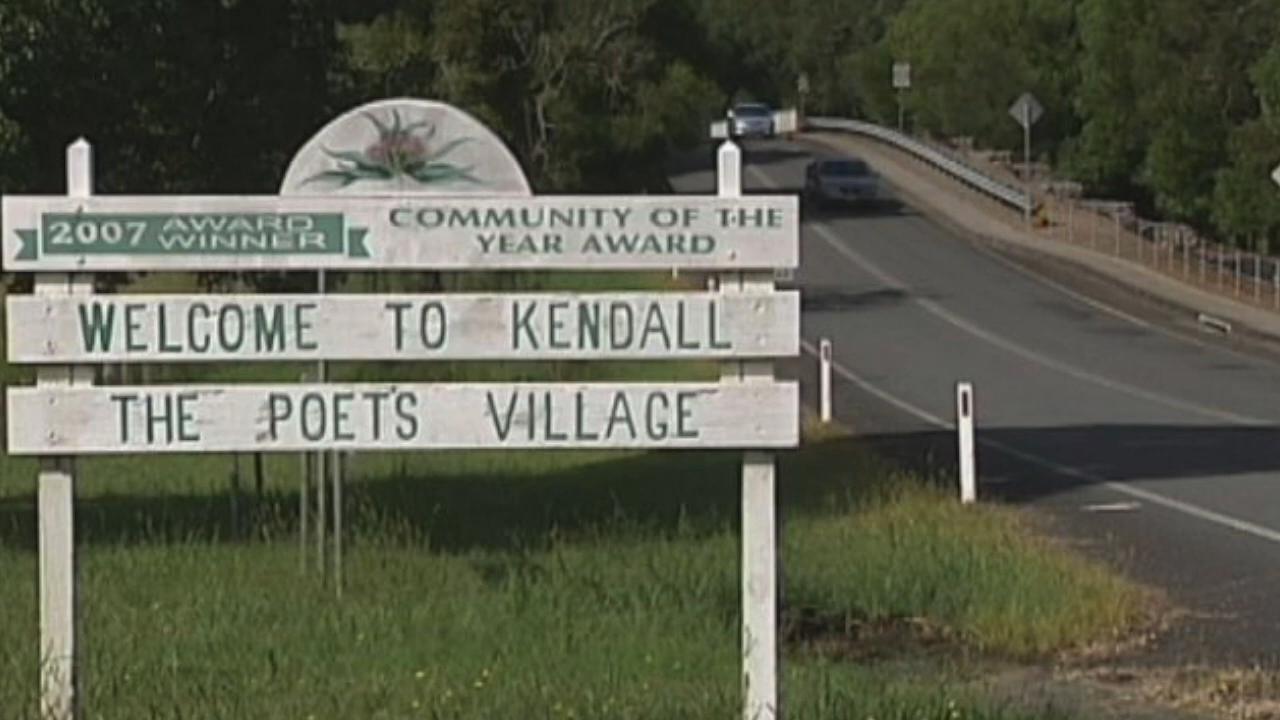 2007 AWARD WINNER
COMMUNITY OF THE
YEAR AWARD
WELCOME TO KENDALL
THE POETS VILLAGE